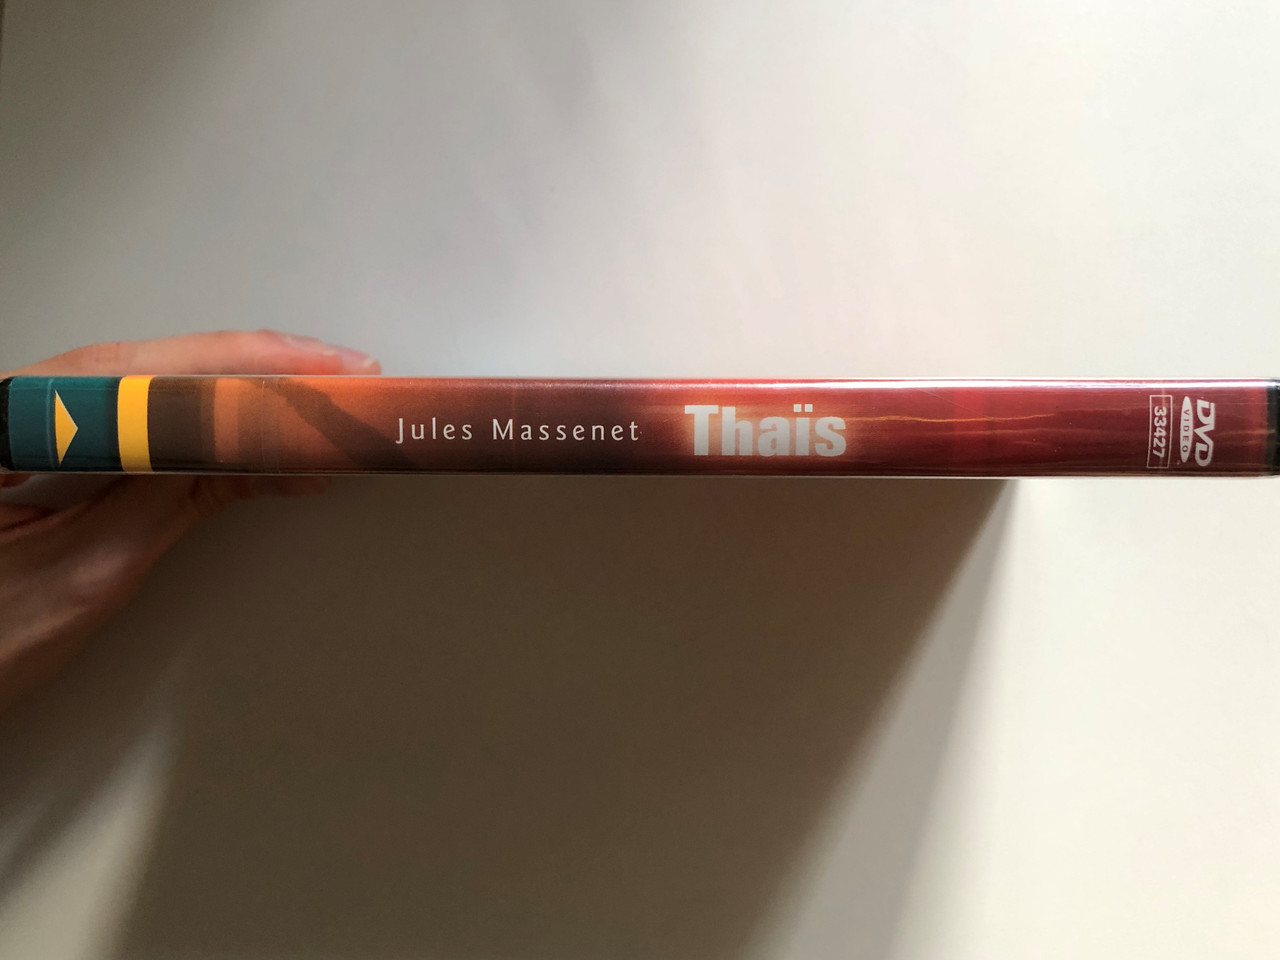 Jules Massenet
Thaïs
33427
DVD
VIDEO